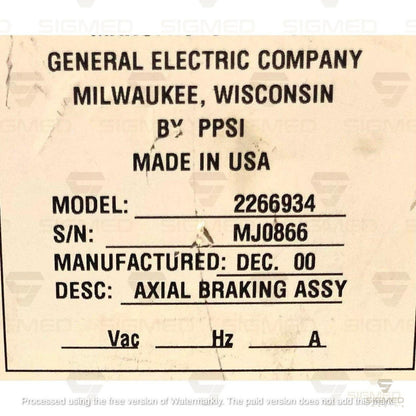 GENERAL ELECTRIC COMPANY
MILWAUKEE, WISCONSIN
BY PPSI
MADE IN USA
MODEL: 2266934
S/N: MJ0866
MANUFACTURED: DEC. 00
DESC: AXIAL BRAKING ASSY
Vac Hz A
SIGMED
Processed using the free version of Watermarkly. The paid version does not add this mark.